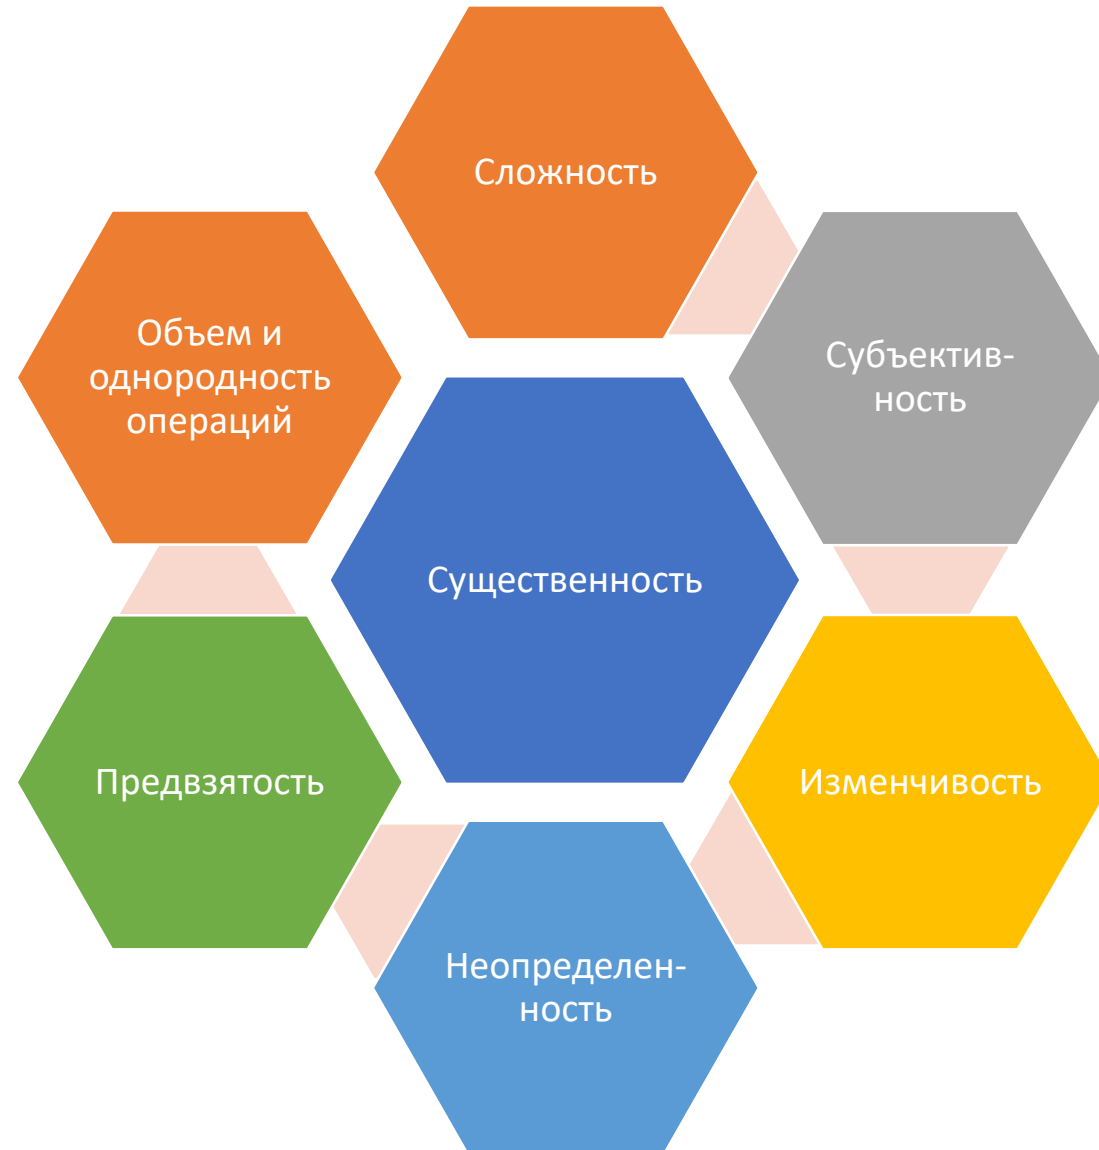 Сложность
Объем и
однородность
операций
Субъектив-
ность
Существенность
Предвзятость
Изменчивость
Неопределен-
ность